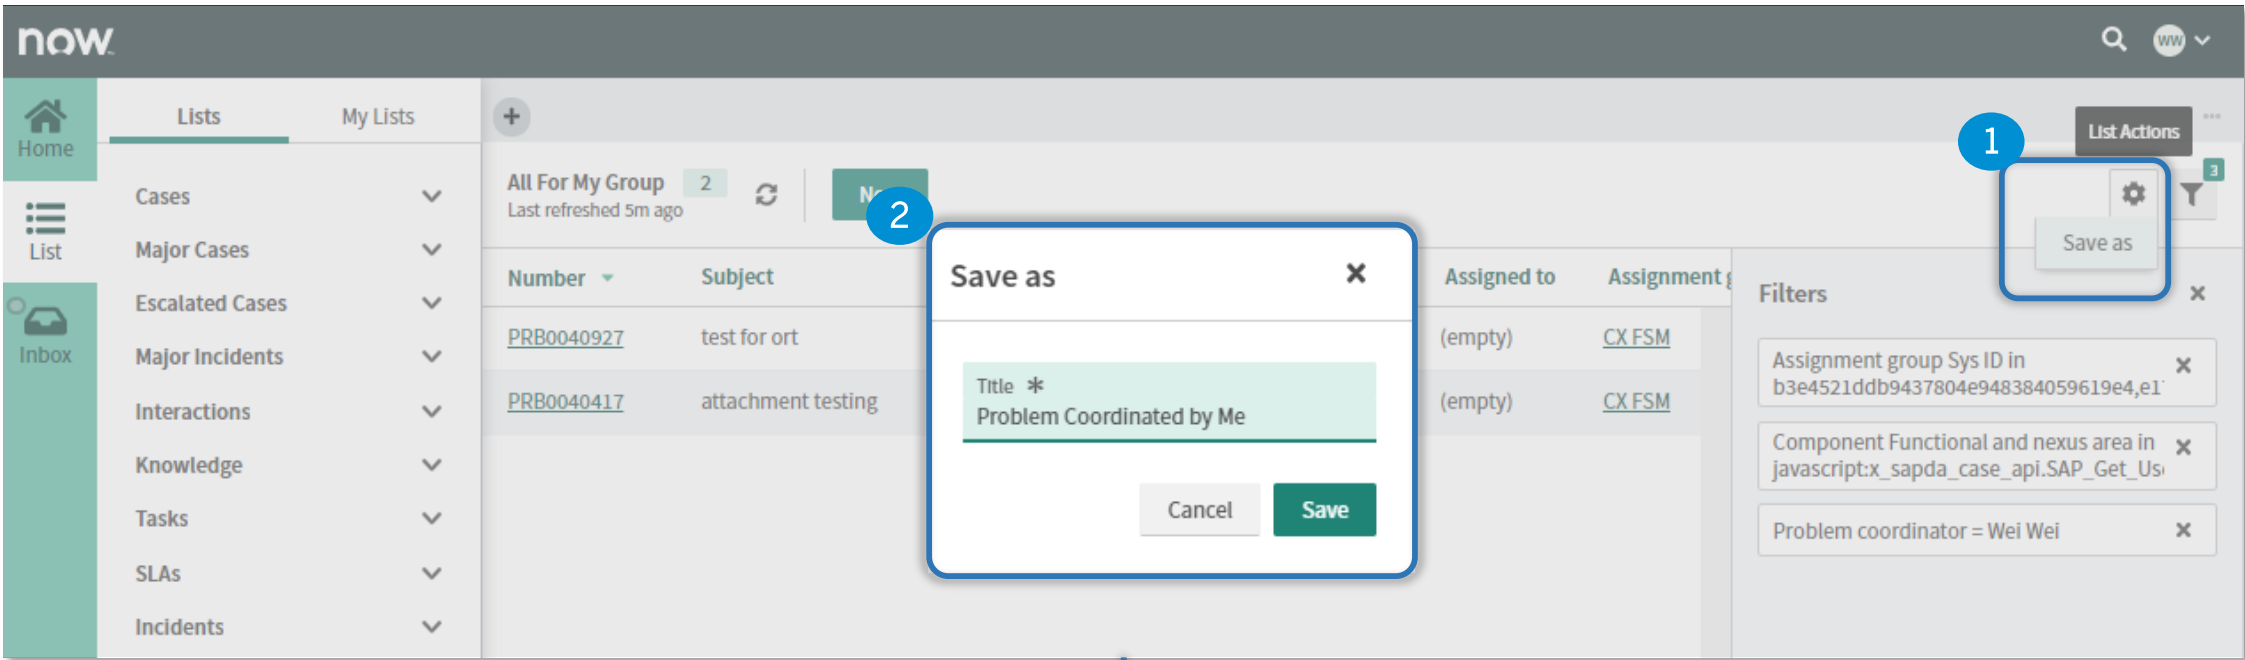 now
WW
Home
List
Inbox
Lists
My Lists
Cases
Major Cases
Escalated Cases
Major Incidents
Interactions
Knowledge
Tasks
SLAs
Incidents
+
List Actions
1
All For My Group 2
Last refreshed 5m ago
2
3
Save as
Number
Subject
Assigned to
Assignment g
PRB0040927
test for ort
(empty)
CX FSM
PRB0040417
attachment testing
(empty)
CX FSM
Save as
Title *
Problem Coordinated by Me
Cancel
Save
Filters
Assignment group Sys ID in
b3e4521ddb9437804e948384059619e4,e1
Component Functional and nexus area in
javascript:x_sapda_case_api.SAP_Get_Us
Problem coordinator = Wei Wei